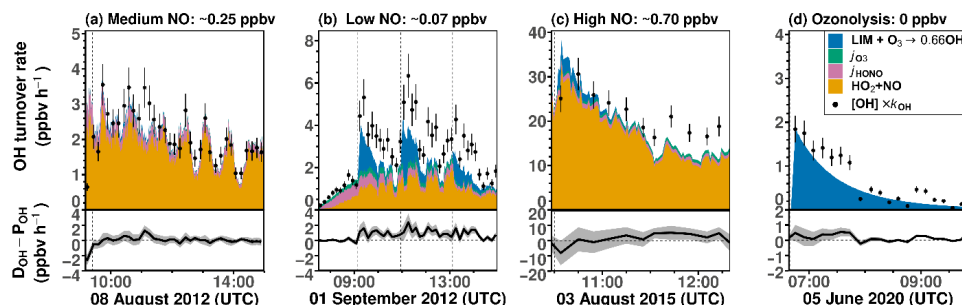 (a) Medium NO: ~0.25 ppbv
(b) Low NO: ~0.07 ppbv
(c) High NO: ~0.70 ppbv
(d) Ozonolysis: 0 ppbv
OH turnover rate
(ppbv h⁻¹)
5
4
3
2
1
0
8
6
4
2
0
40
30
20
10
0
4
3
2
1
0
LIM + O₃ → 0.66OH
jO₃
jHONO
HO₂+NO
[OH] ×kOH
DOH − POH
(ppbv h⁻¹)
4
2
0
−2
−4
4
2
0
−2
−4
20
10
0
−10
−20
2
1
0
−1
−2
10:00 14:00
09:00 11:00 13:00
11:00 12:00
07:00 09:00
08 August 2012 (UTC)
01 September 2012 (UTC)
03 August 2015 (UTC)
05 June 2020 (UTC)